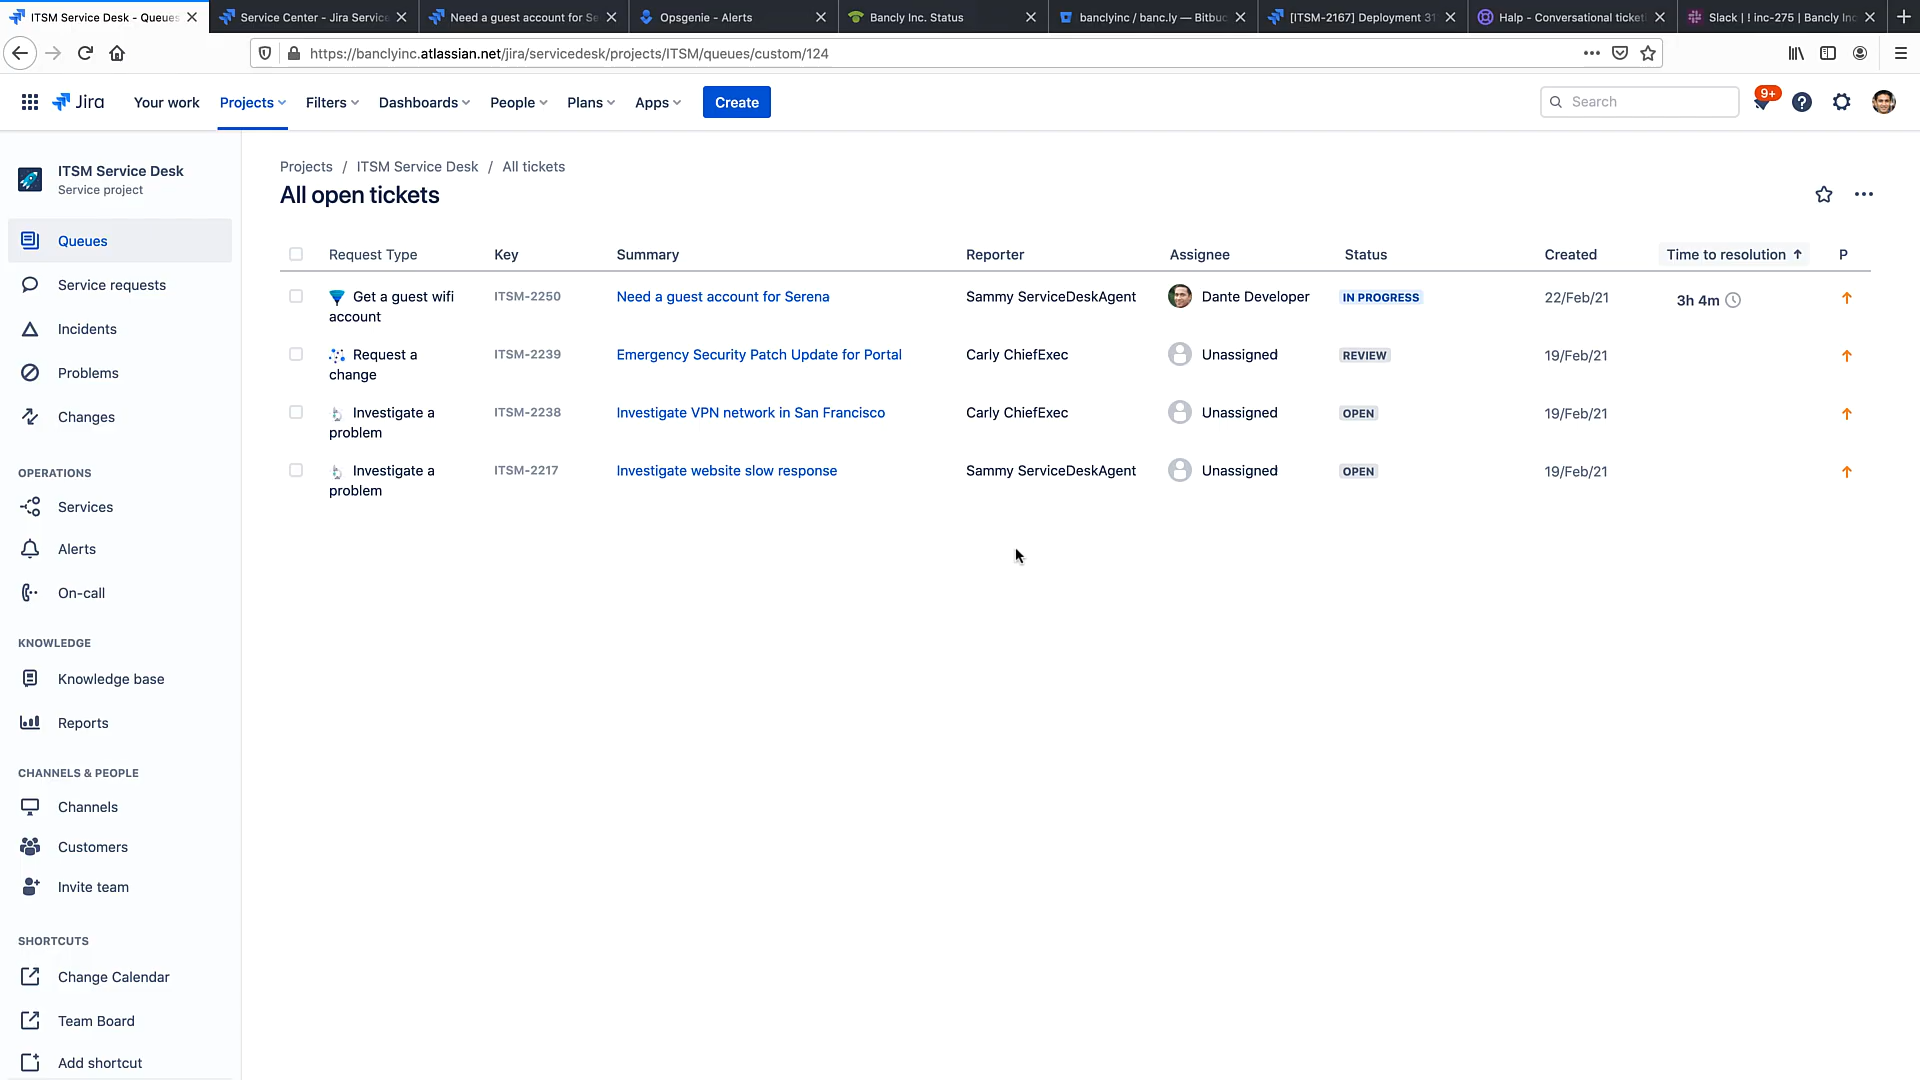 ITSM Service Desk - Queues
Service Center - Jira Service
Need a guest account for Se
Opsgenie - Alerts
Bancly Inc. Status
banclyinc / banc.ly — Bitbuc
[ITSM-2167] Deployment 31
Halp - Conversational ticketi
Slack | ! inc-275 | Bancly Inc
https://banclyinc.atlassian.net/jira/servicedesk/projects/ITSM/queues/custom/124
Jira
Your work
Projects
Filters
Dashboards
People
Plans
Apps
Create
Search
9+
ITSM Service Desk
Service project
Queues
Service requests
Incidents
Problems
Changes
OPERATIONS
Services
Alerts
On-call
KNOWLEDGE
Knowledge base
Reports
CHANNELS & PEOPLE
Channels
Customers
Invite team
SHORTCUTS
Change Calendar
Team Board
Add shortcut
Projects / ITSM Service Desk / All tickets
All open tickets
Request Type Key Summary Reporter Assignee Status Created Time to resolution ↑ P
Get a guest wifi ITSM-2250 Need a guest account for Serena Sammy ServiceDeskAgent Dante Developer IN PROGRESS 22/Feb/21 3h 4m
account
Request a ITSM-2239 Emergency Security Patch Update for Portal Carly ChiefExec Unassigned REVIEW 19/Feb/21
change
Investigate a ITSM-2238 Investigate VPN network in San Francisco Carly ChiefExec Unassigned OPEN 19/Feb/21
problem
Investigate a ITSM-2217 Investigate website slow response Sammy ServiceDeskAgent Unassigned OPEN 19/Feb/21
problem